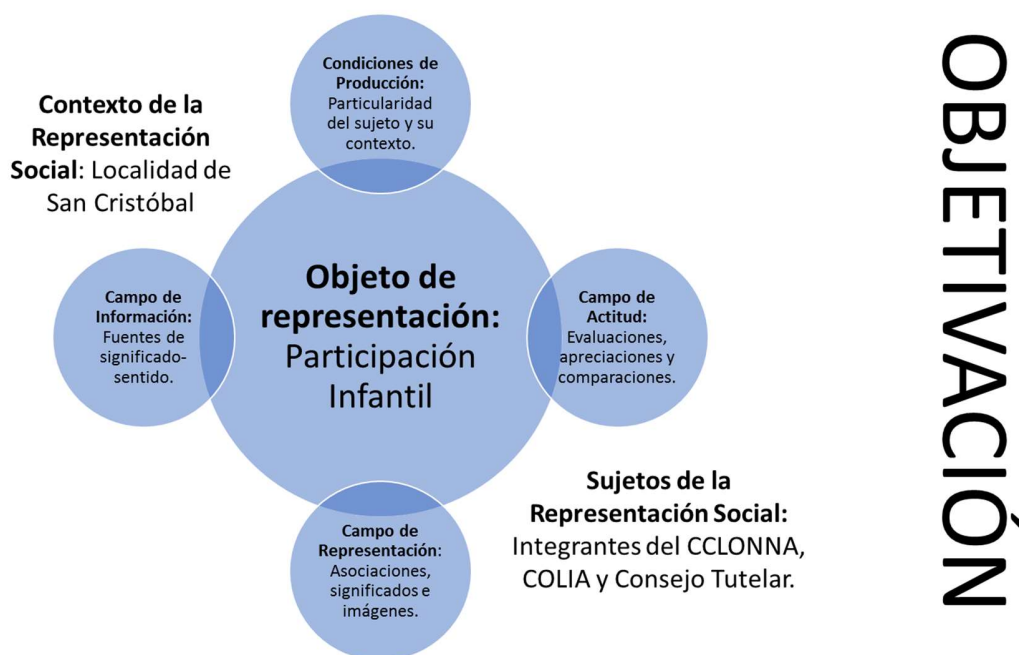 Condiciones de
Producción:
Particularidad
del sujeto y su
contexto.
Contexto de la
Representación
Social: Localidad de
San Cristóbal
Campo de
Información:
Fuentes de
significado-
sentido.
Objeto de
representación:
Participación
Infantil
Campo de
Actitud:
Evaluaciones,
apreciaciones y
comparaciones.
Campo de
Representación:
Asociaciones,
significados e
imágenes.
Sujetos de la
Representación Social:
Integrantes del CCLONNA,
COLIA y Consejo Tutelar.
OBJETIVACIÓN